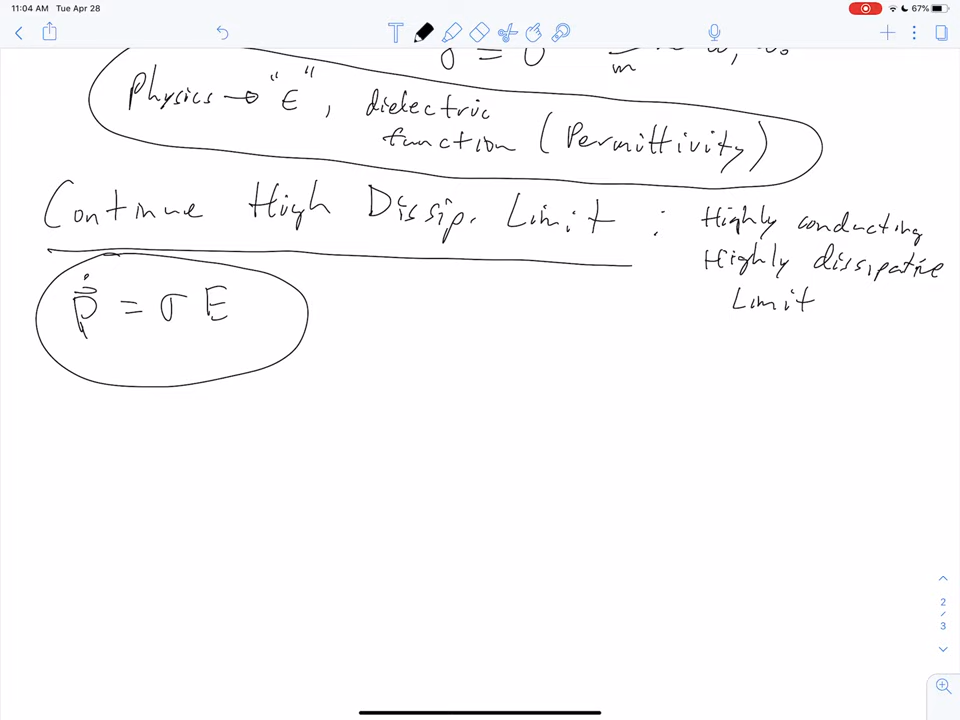 11:04 AM Tue Apr 28
67%
T
m
Physics → "ε", dielectric
function (Permittivity)
Continue High Dissip. Limit : Highly conducting
Highly dissipative
Limit
ṗ = σ E
2
/
3